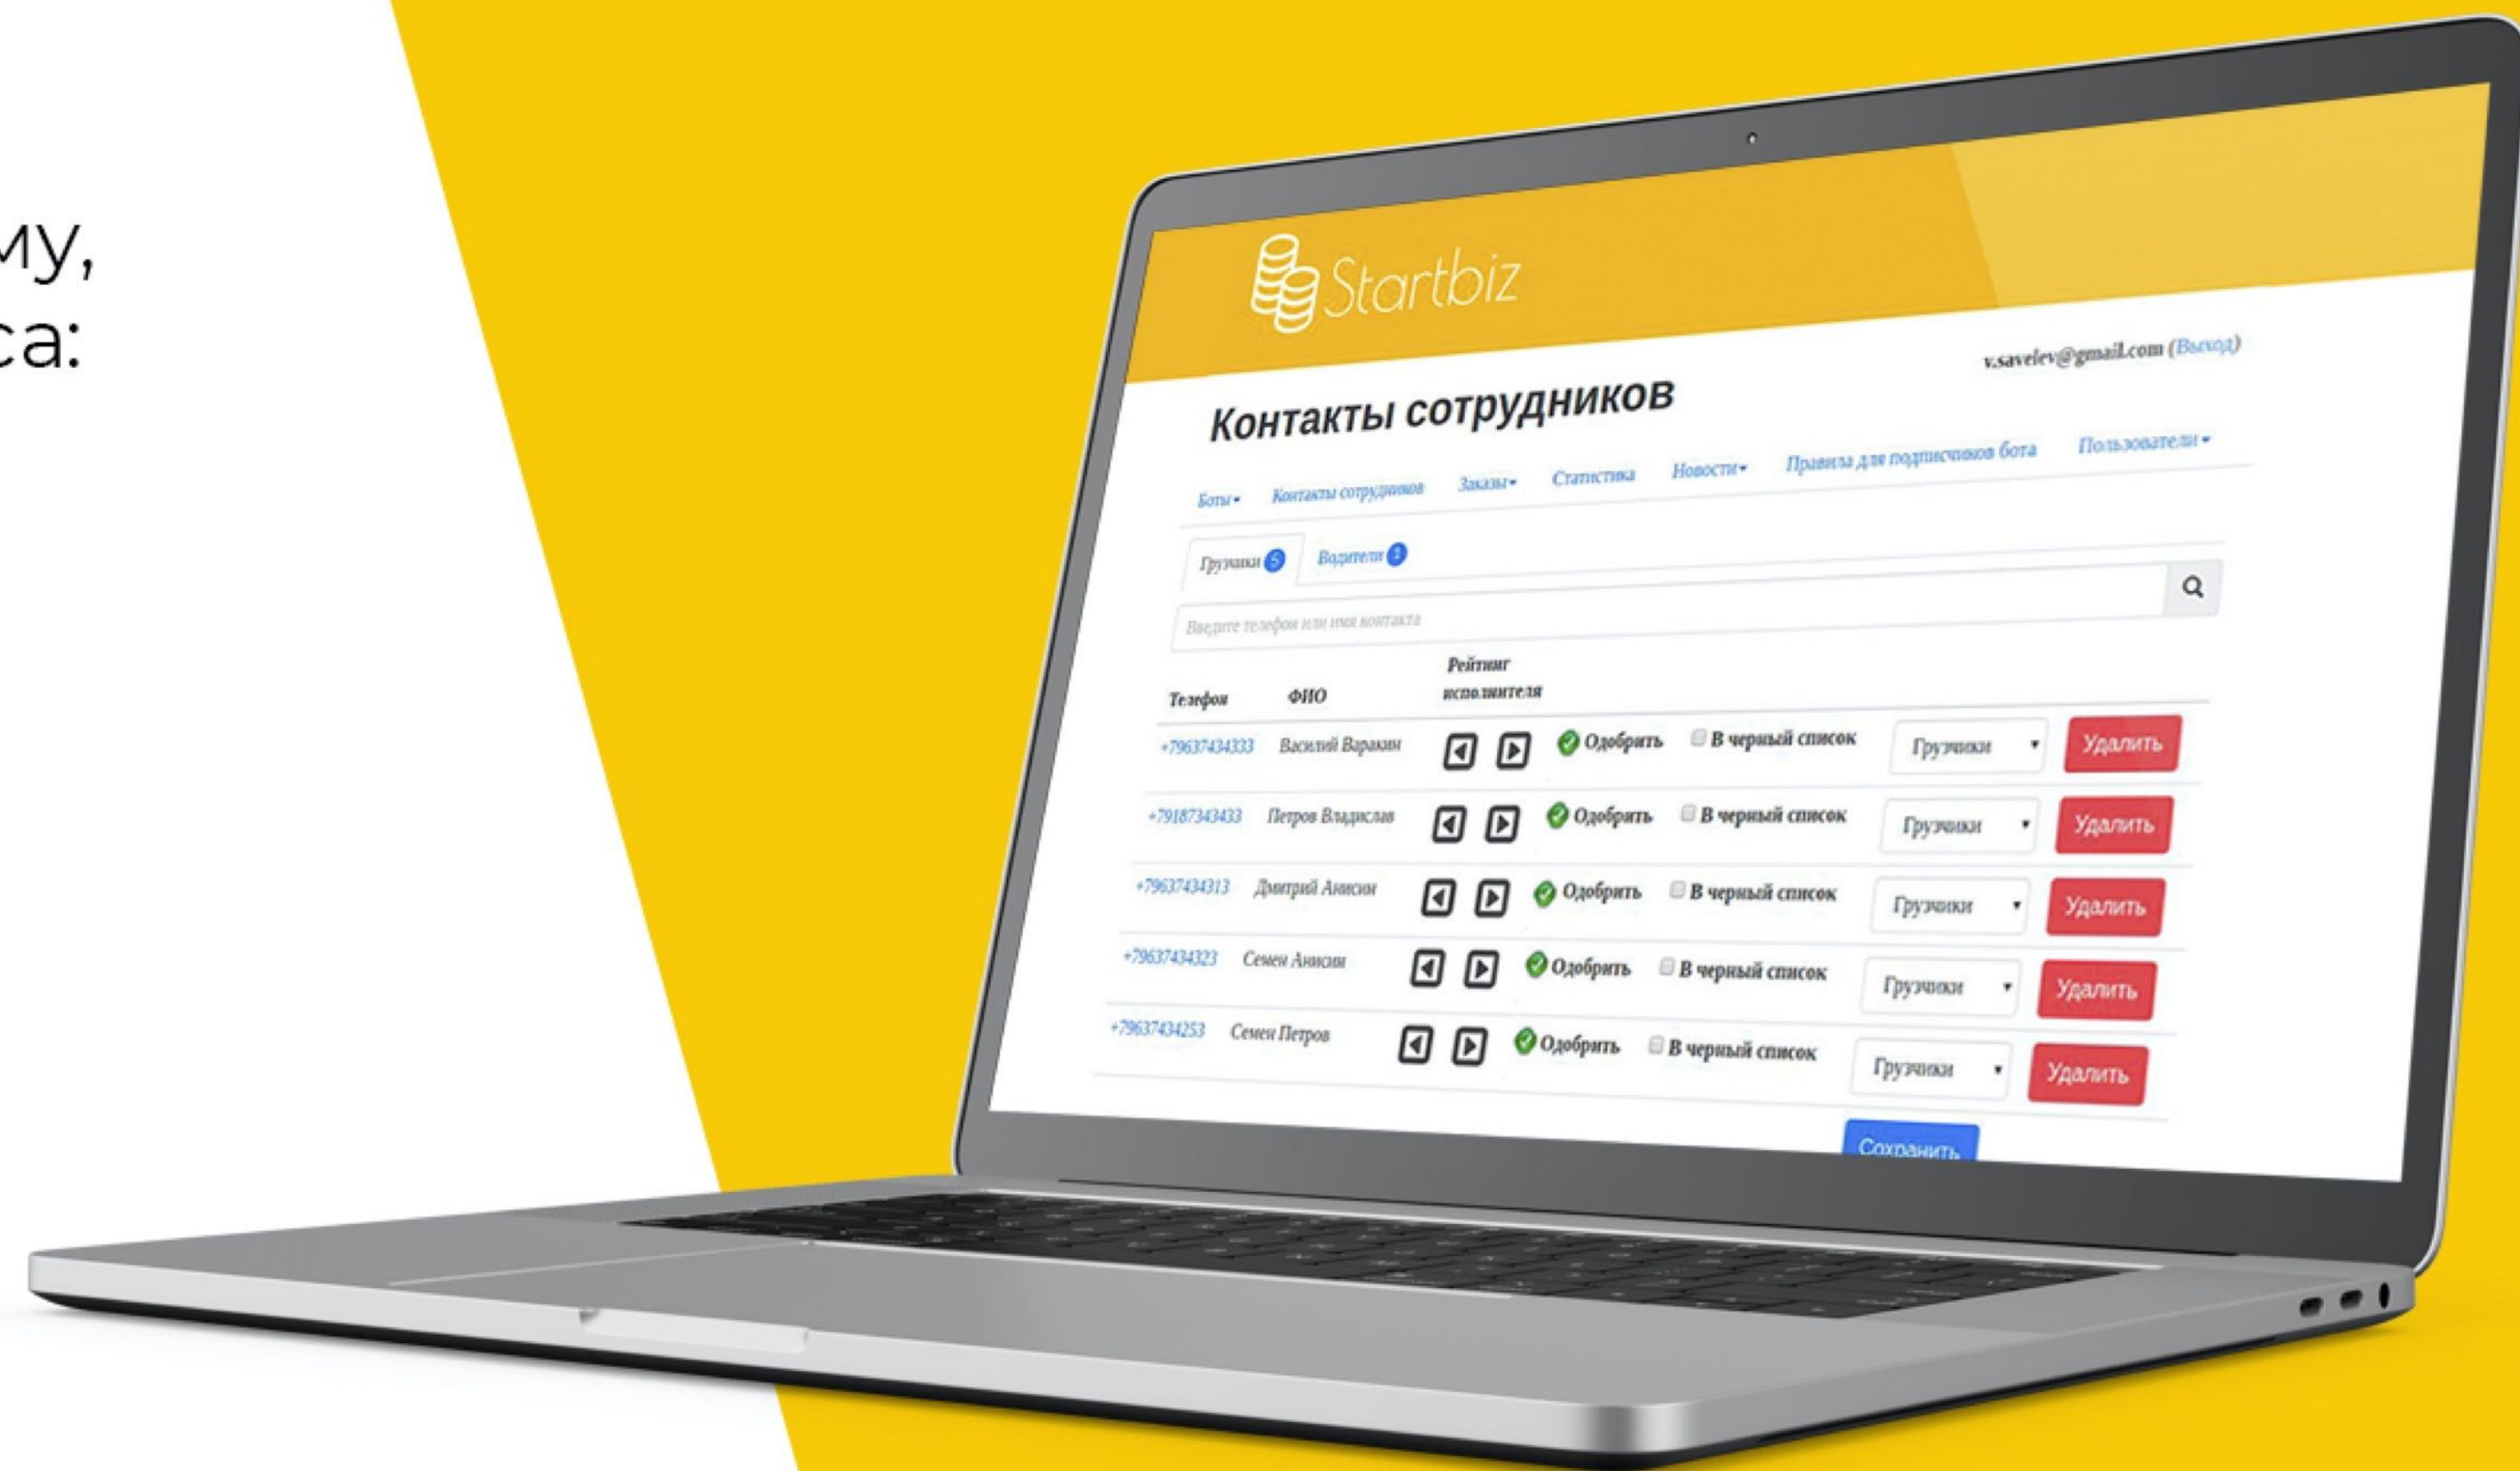 му,
са:
Startbiz
v.savelev@gmail.com (Выход)
Контакты сотрудников
Боты Контакты сотрудников Заказы Статистика Новости Правила для подписчиков бота Пользователи
Грузчики 5 Водители
Введите телефон или имя контакта
Телефон ФИО Рейтинг
исполнителя
+79637434333 Василий Варакин Одобрить В черный список Грузчики Удалить
+79187343433 Петров Владислав Одобрить В черный список Грузчики Удалить
+79637434313 Дмитрий Анисин Одобрить В черный список Грузчики Удалить
+79637434323 Семен Анисин Одобрить В черный список Грузчики Удалить
+79637434253 Семен Петров Одобрить В черный список Грузчики Удалить
Сохранить